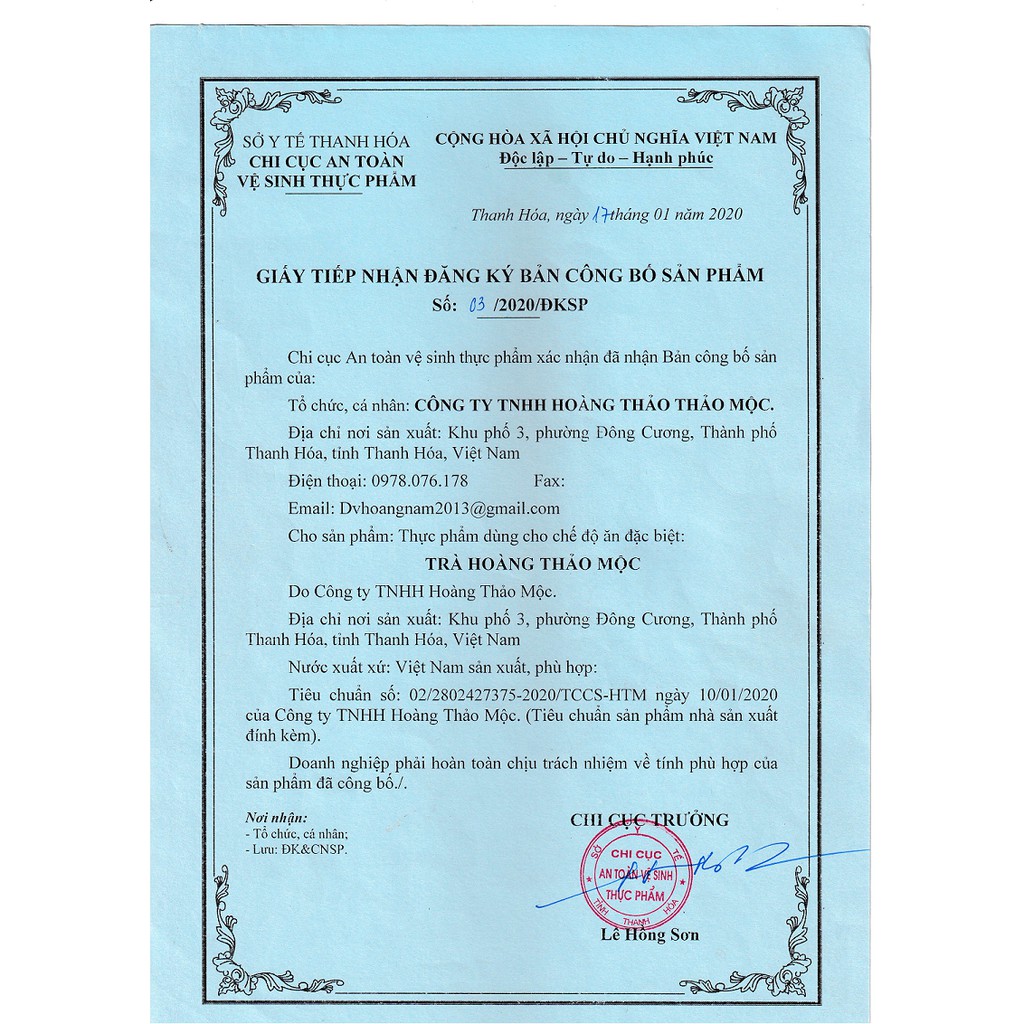 SỞ Y TẾ THANH HÓA
CHI CỤC AN TOÀN
VỆ SINH THỰC PHẨM
CỘNG HÒA XÃ HỘI CHỦ NGHĨA VIỆT NAM
Độc lập – Tự do – Hạnh phúc
Thanh Hóa, ngày 17 tháng 01 năm 2020
GIẤY TIẾP NHẬN ĐĂNG KÝ BẢN CÔNG BỐ SẢN PHẨM
Số: 03 /2020/ĐKSP
Chi cục An toàn vệ sinh thực phẩm xác nhận đã nhận Bản công bố sản
phẩm của:
Tổ chức, cá nhân: CÔNG TY TNHH HOÀNG THẢO THẢO MỘC.
Địa chỉ nơi sản xuất: Khu phố 3, phường Đông Cương, Thành phố
Thanh Hóa, tỉnh Thanh Hóa, Việt Nam
Điện thoại: 0978.076.178 Fax:
Email: Dvhoangnam2013@gmail.com
Cho sản phẩm: Thực phẩm dùng cho chế độ ăn đặc biệt:
TRÀ HOÀNG THẢO MỘC
Do Công ty TNHH Hoàng Thảo Mộc.
Địa chỉ nơi sản xuất: Khu phố 3, phường Đông Cương, Thành phố
Thanh Hóa, tỉnh Thanh Hóa, Việt Nam
Nước xuất xứ: Việt Nam sản xuất, phù hợp:
Tiêu chuẩn số: 02/2802427375-2020/TCCS-HTM ngày 10/01/2020
của Công ty TNHH Hoàng Thảo Mộc. (Tiêu chuẩn sản phẩm nhà sản xuất
đính kèm).
Doanh nghiệp phải hoàn toàn chịu trách nhiệm về tính phù hợp của
sản phẩm đã công bố./.
Nơi nhận:
- Tổ chức, cá nhân;
- Lưu: ĐK&CNSP.
CHI CỤC TRƯỞNG
SỞ Y TẾ
CHI CỤC
AN TOÀN VỆ SINH
THỰC PHẨM
TỈNH THANH HÓA
Lê Hồng Sơn